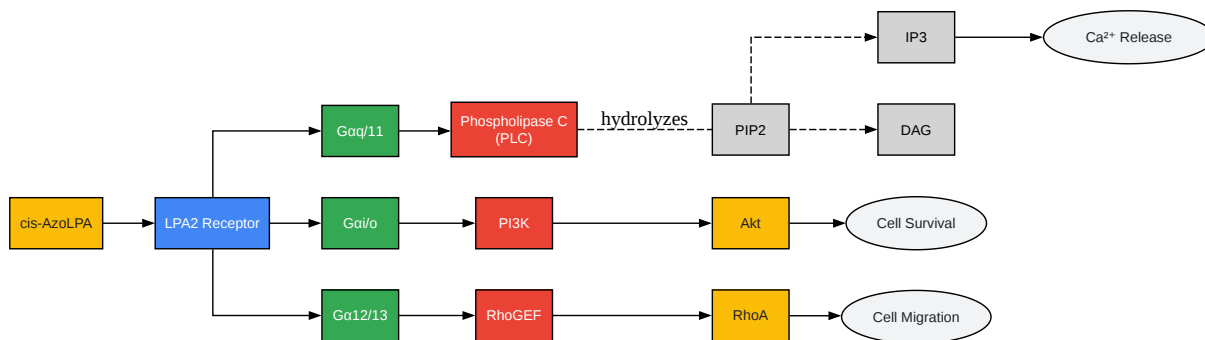 IP3
Ca²⁺ Release
Gαq/11
Phospholipase C
(PLC)
hydrolyzes
PIP2
DAG
cis-AzoLPA
LPA2 Receptor
Gαi/o
PI3K
Akt
Cell Survival
Gα12/13
RhoGEF
RhoA
Cell Migration